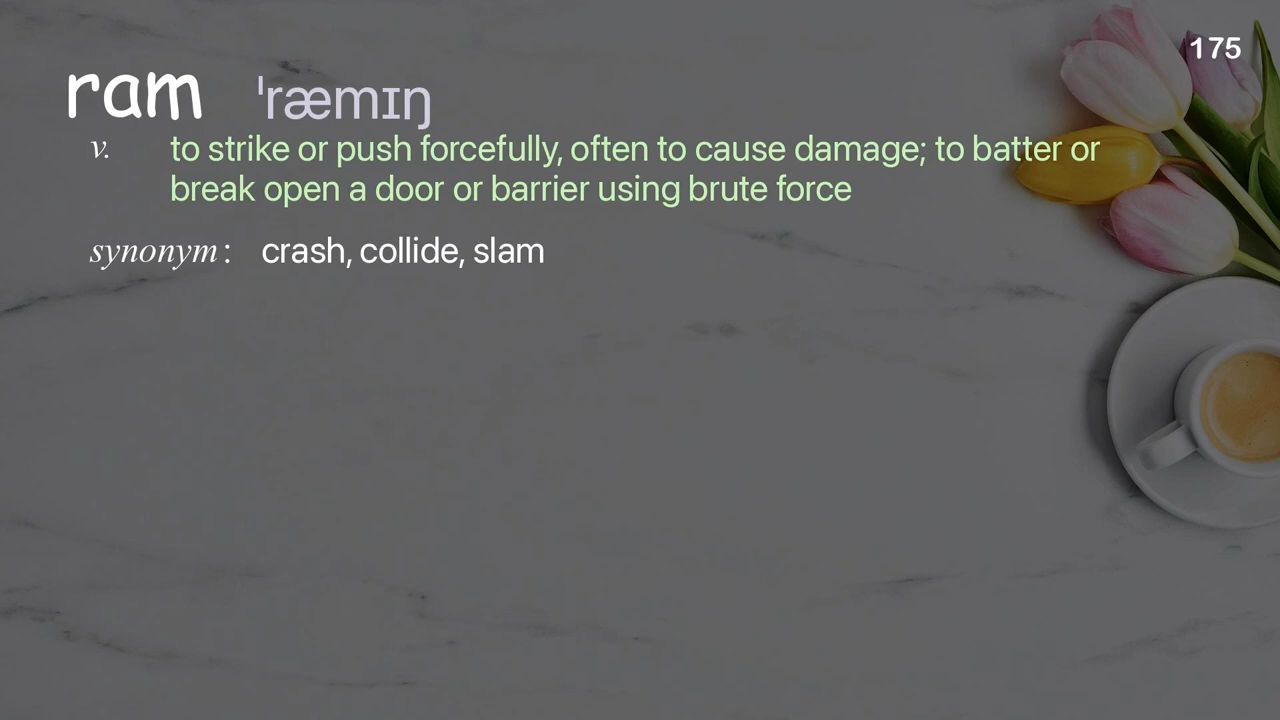 175
ram ˈræmɪŋ
v. to strike or push forcefully, often to cause damage; to batter or
break open a door or barrier using brute force
synonym : crash, collide, slam